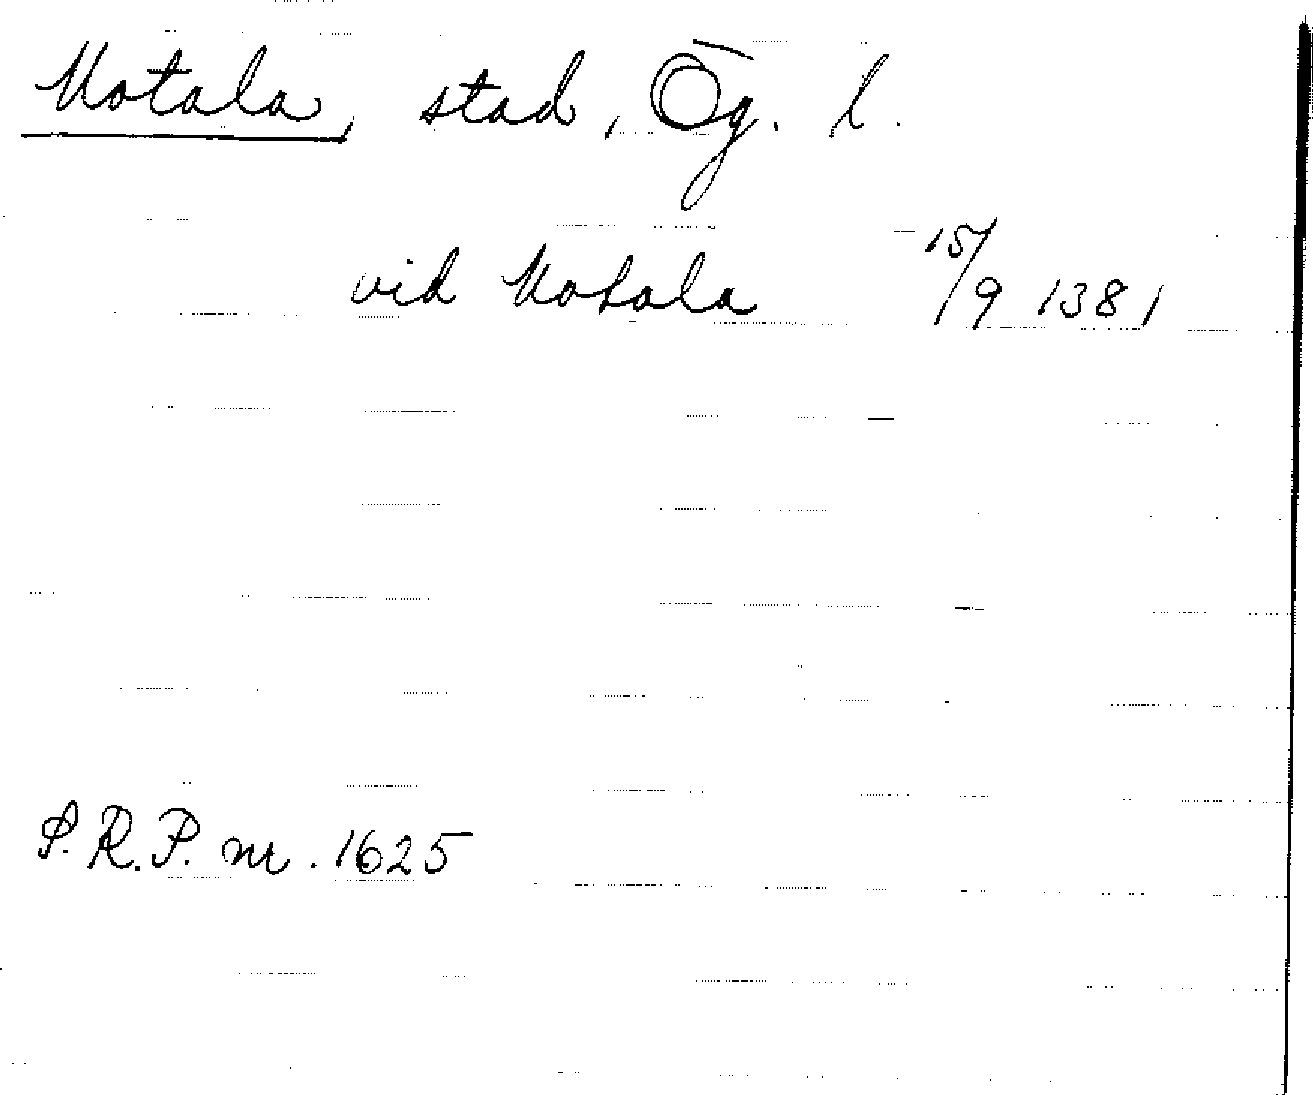 Motala, stad, Ög. l.
vid Motala 15/9 1381
S.R.P. nr. 1625